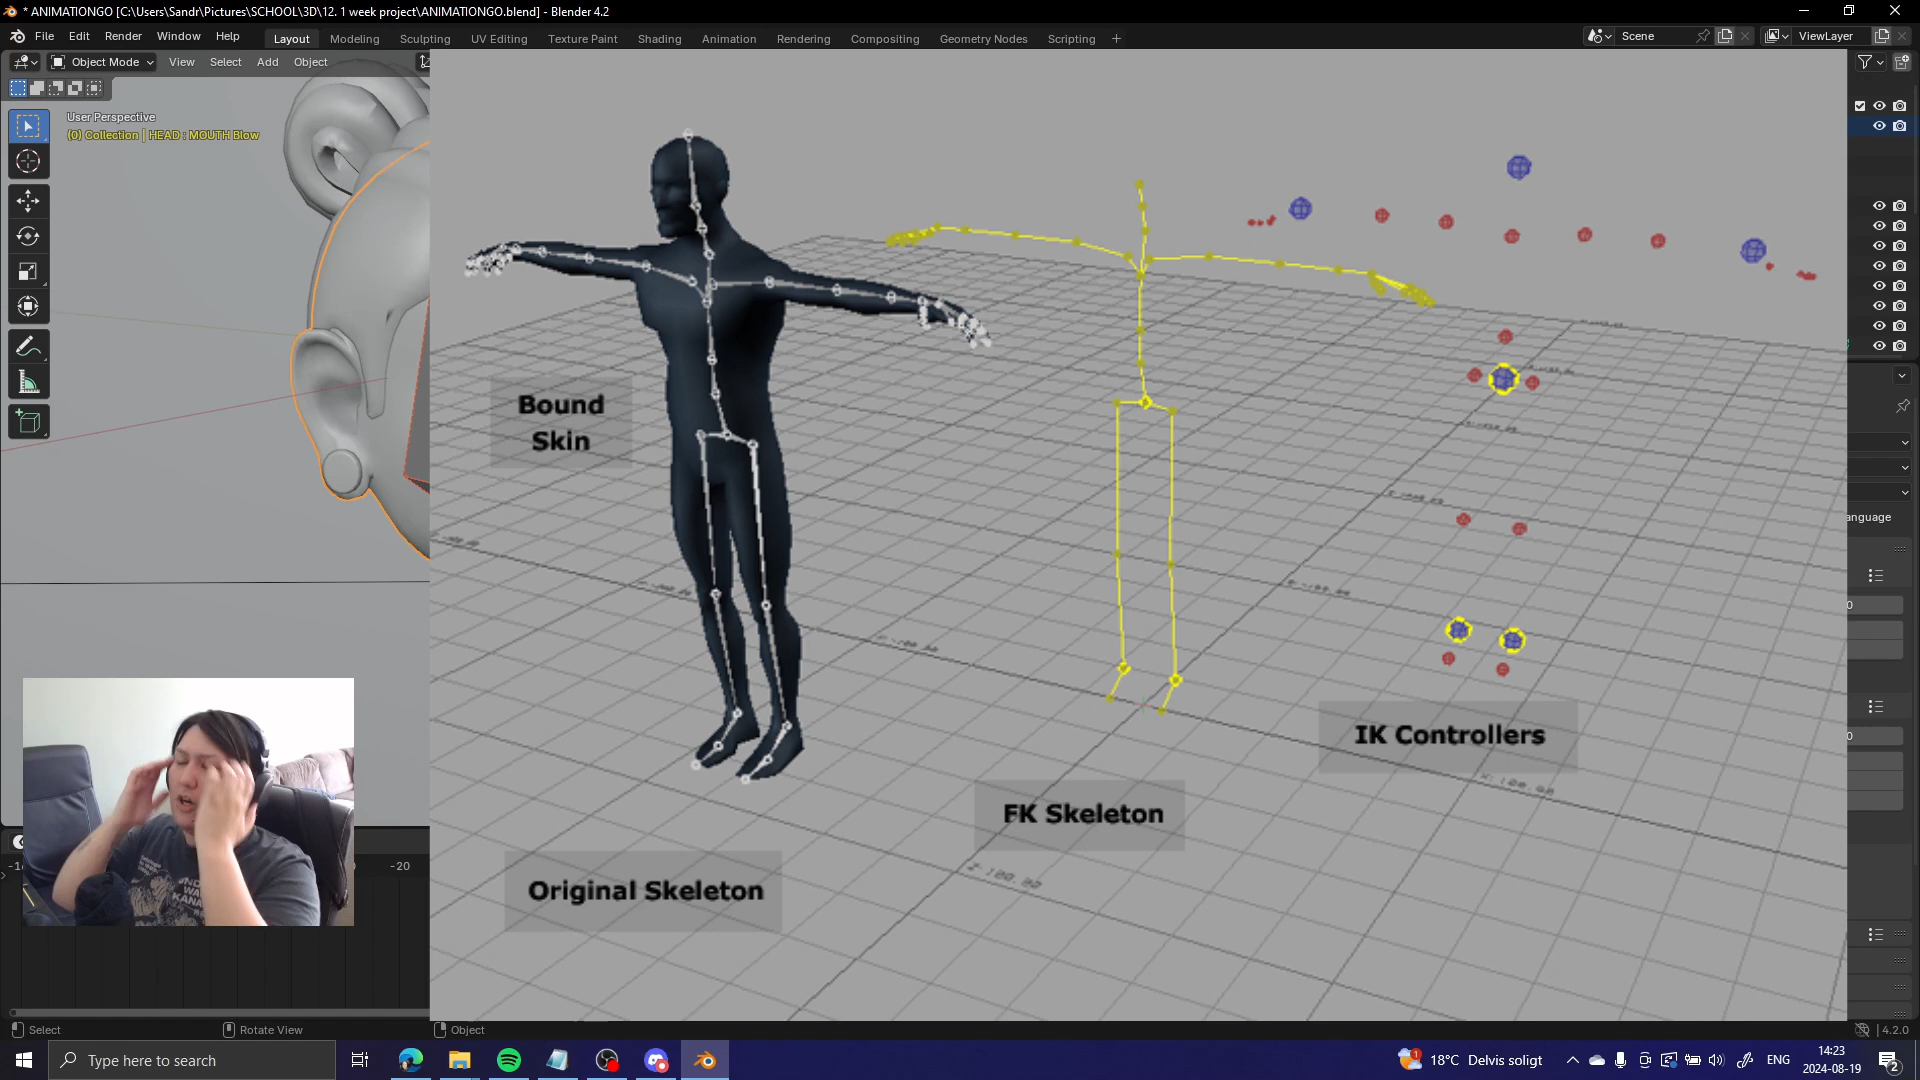 * ANIMATIONGO [C:\Users\Sandr\Pictures\SCHOOL\3D\12. 1 week project\ANIMATIONGO.blend] - Blender 4.2
File Edit Render Window Help
Layout Modeling Sculpting UV Editing Texture Paint Shading Animation Rendering Compositing Geometry Nodes Scripting +
Scene
ViewLayer
Object Mode View Select Add Object
User Perspective
(0) Collection | HEAD : MOUTH Blow
Bound
Skin
IK Controllers
FK Skeleton
Original Skeleton
anguage
0
0
-20
Select
Rotate View
Object
4.2.0
Type here to search
1
18°C Delvis soligt
ENG
14:23
2024-08-19
2